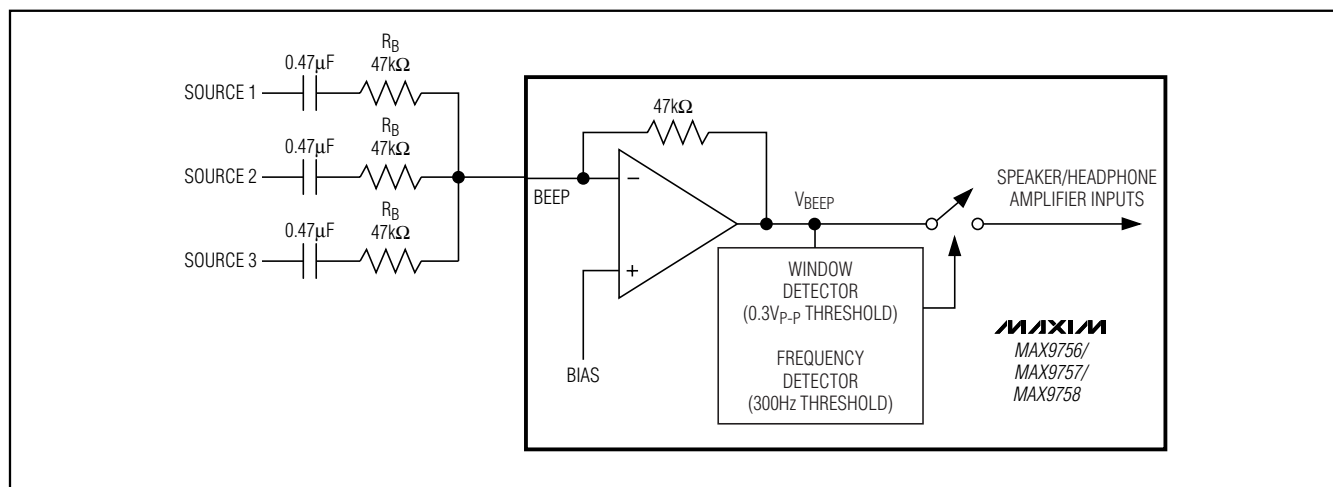 R_B
0.47μF
47kΩ
SOURCE 1
R_B
0.47μF
47kΩ
SOURCE 2
R_B
0.47μF
47kΩ
SOURCE 3
47kΩ
BEEP
−
+
BIAS
V_BEEP
SPEAKER/HEADPHONE
AMPLIFIER INPUTS
WINDOW
DETECTOR
(0.3V_P-P THRESHOLD)
FREQUENCY
DETECTOR
(300Hz THRESHOLD)
MAXIM
MAX9756/
MAX9757/
MAX9758